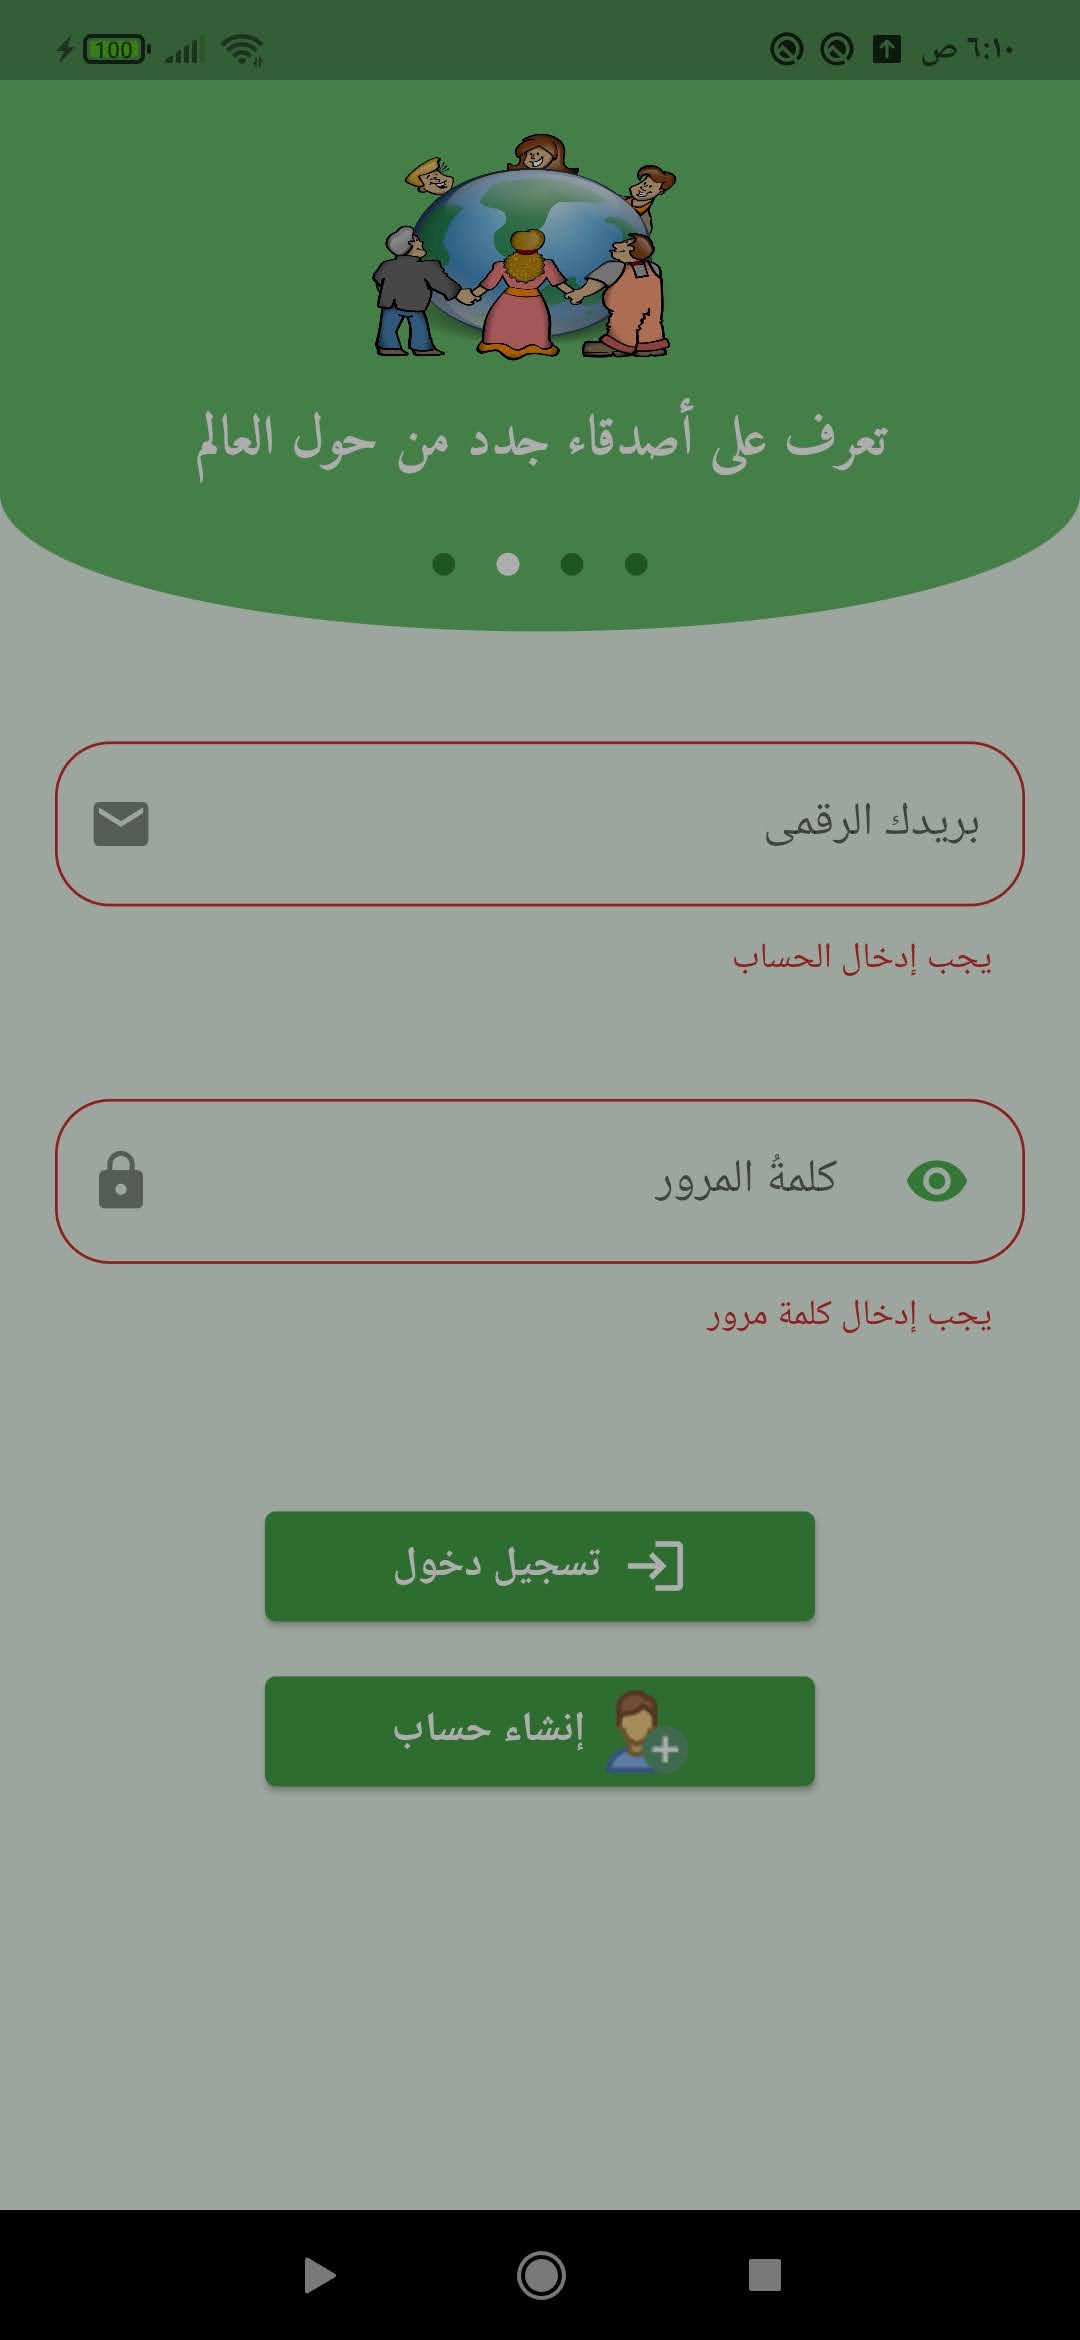 100
٦:١٠ ص
تعرف على أصدقاء جدد من حول العالم
بريدك الرقمى
يجب إدخال الحساب
كلمةُ المرور
يجب إدخال كلمة مرور
تسجيل دخول
إنشاء حساب